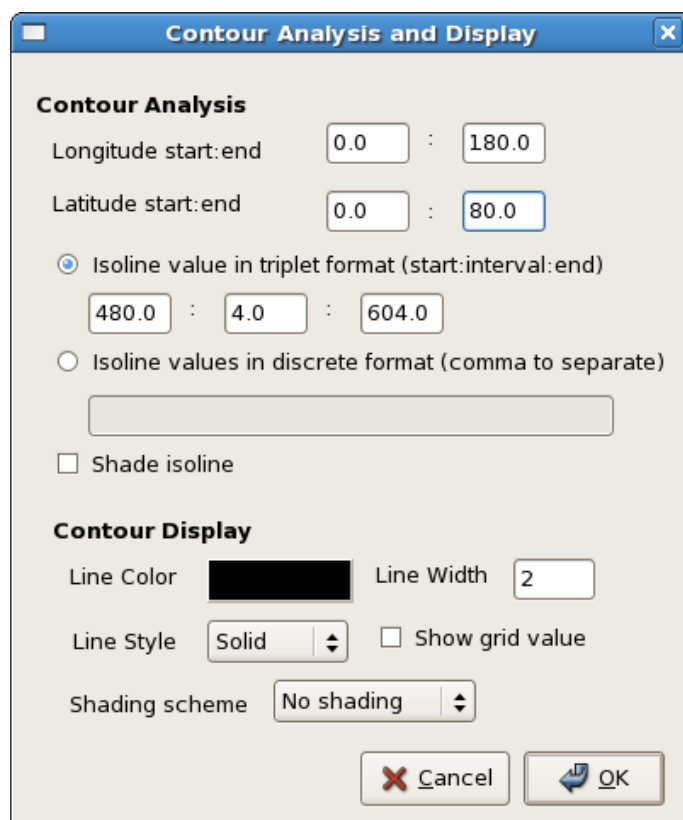 Contour Analysis and Display
Contour Analysis
Longitude start:end 0.0 : 180.0
Latitude start:end 0.0 : 80.0
Isoline value in triplet format (start:interval:end)
480.0 : 4.0 : 604.0
Isoline values in discrete format (comma to separate)
Shade isoline
Contour Display
Line Color Line Width 2
Line Style Solid Show grid value
Shading scheme No shading
Cancel OK